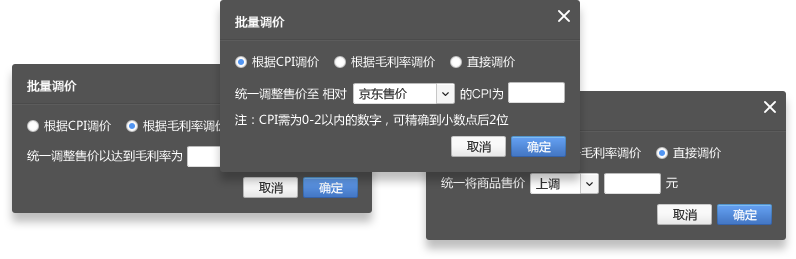 批量调价
根据CPI调价 根据毛利率调价 直接调价
统一调整售价至 相对 京东售价 的CPI为
注：CPI需为0-2以内的数字，可精确到小数点后2位
取消 确定
批量调价
根据CPI调价 根据毛利率调价
统一调整售价以达到毛利率为
取消 确定
毛利率调价 直接调价
统一将商品售价 上调 元
取消 确定